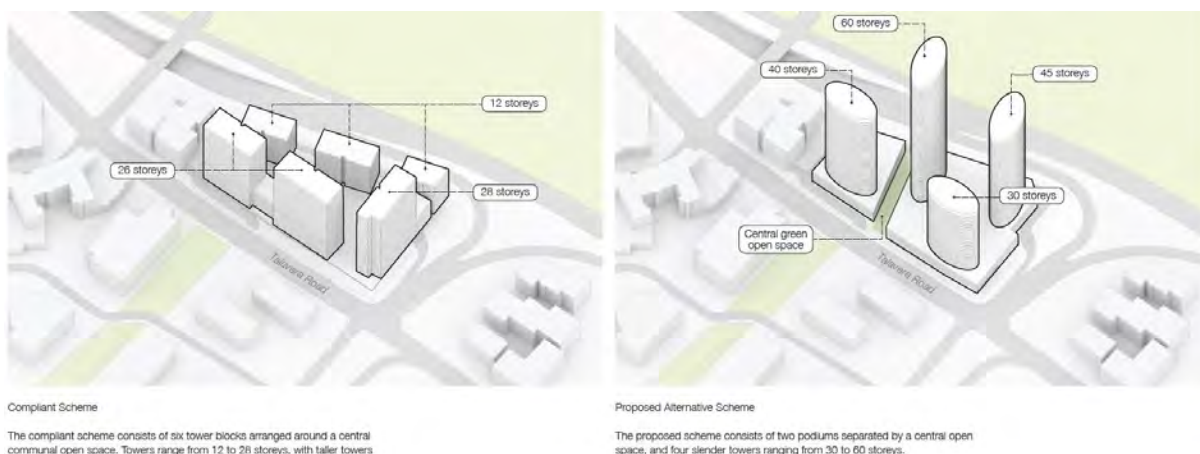 12 storeys
26 storeys
28 storeys
Talavera Road
60 storeys
40 storeys
45 storeys
30 storeys
Central green
open space
Talavera Road
Compliant Scheme
The compliant scheme consists of six tower blocks arranged around a central
communal open space. Towers range from 12 to 28 storeys, with taller towers
Proposed Alternative Scheme
The proposed scheme consists of two podiums separated by a central open
space, and four slender towers ranging from 30 to 60 storeys.